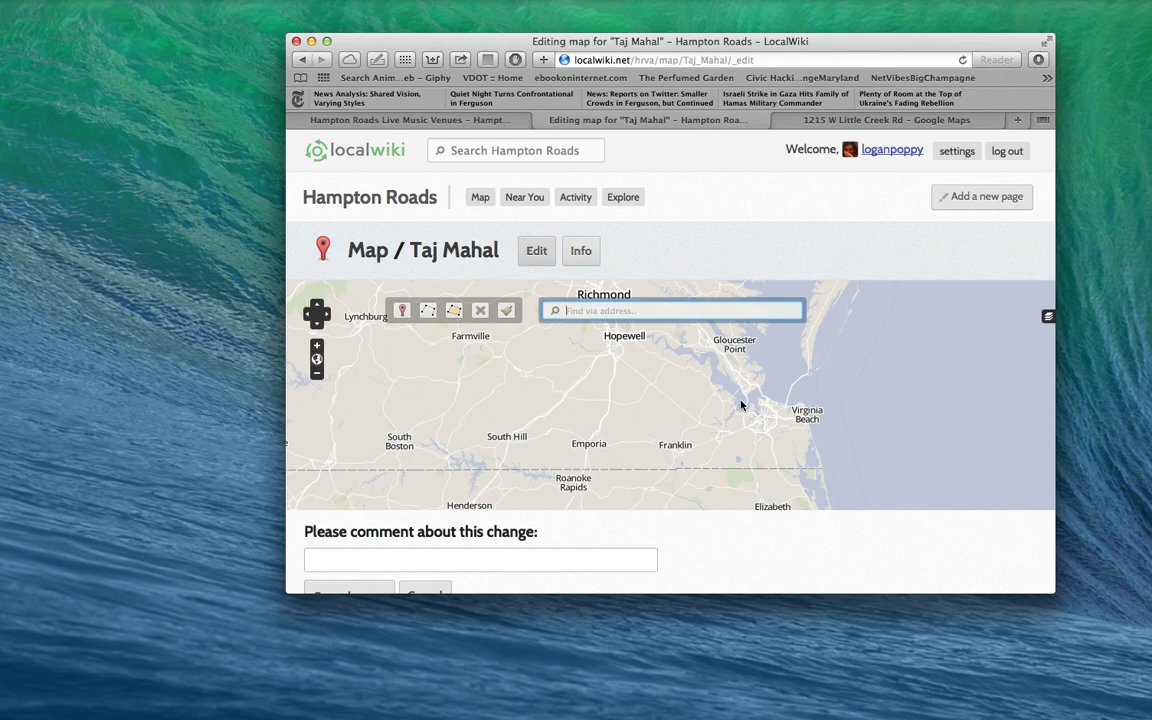 Editing map for "Taj Mahal" – Hampton Roads – LocalWiki
localwiki.net/hrva/map/Taj_Mahal/_edit
Reader
Search Anim...eb - Giphy
VDOT :: Home
ebookoninternet.com
The Perfumed Garden
Civic Hacki...ngeMaryland
NetVibesBigChampagne
News Analysis: Shared Vision,
Varying Styles
Quiet Night Turns Confrontational
in Ferguson
News: Reports on Twitter: Smaller
Crowds in Ferguson, but Continued
Israeli Strike in Gaza Hits Family of
Hamas Military Commander
Plenty of Room at the Top of
Ukraine's Fading Rebellion
Hampton Roads Live Music Venues – Hampt...
Editing map for "Taj Mahal" – Hampton Roa...
1215 W Little Creek Rd – Google Maps
localwiki
Search Hampton Roads
Welcome,
loganpoppy
settings
log out
Hampton Roads
Map
Near You
Activity
Explore
Add a new page
Map / Taj Mahal
Edit
Info
Find via address..
Richmond
Lynchburg
Farmville
Hopewell
Gloucester
Point
Virginia
Beach
South
Boston
South Hill
Emporia
Franklin
Roanoke
Rapids
Henderson
Elizabeth
Please comment about this change: